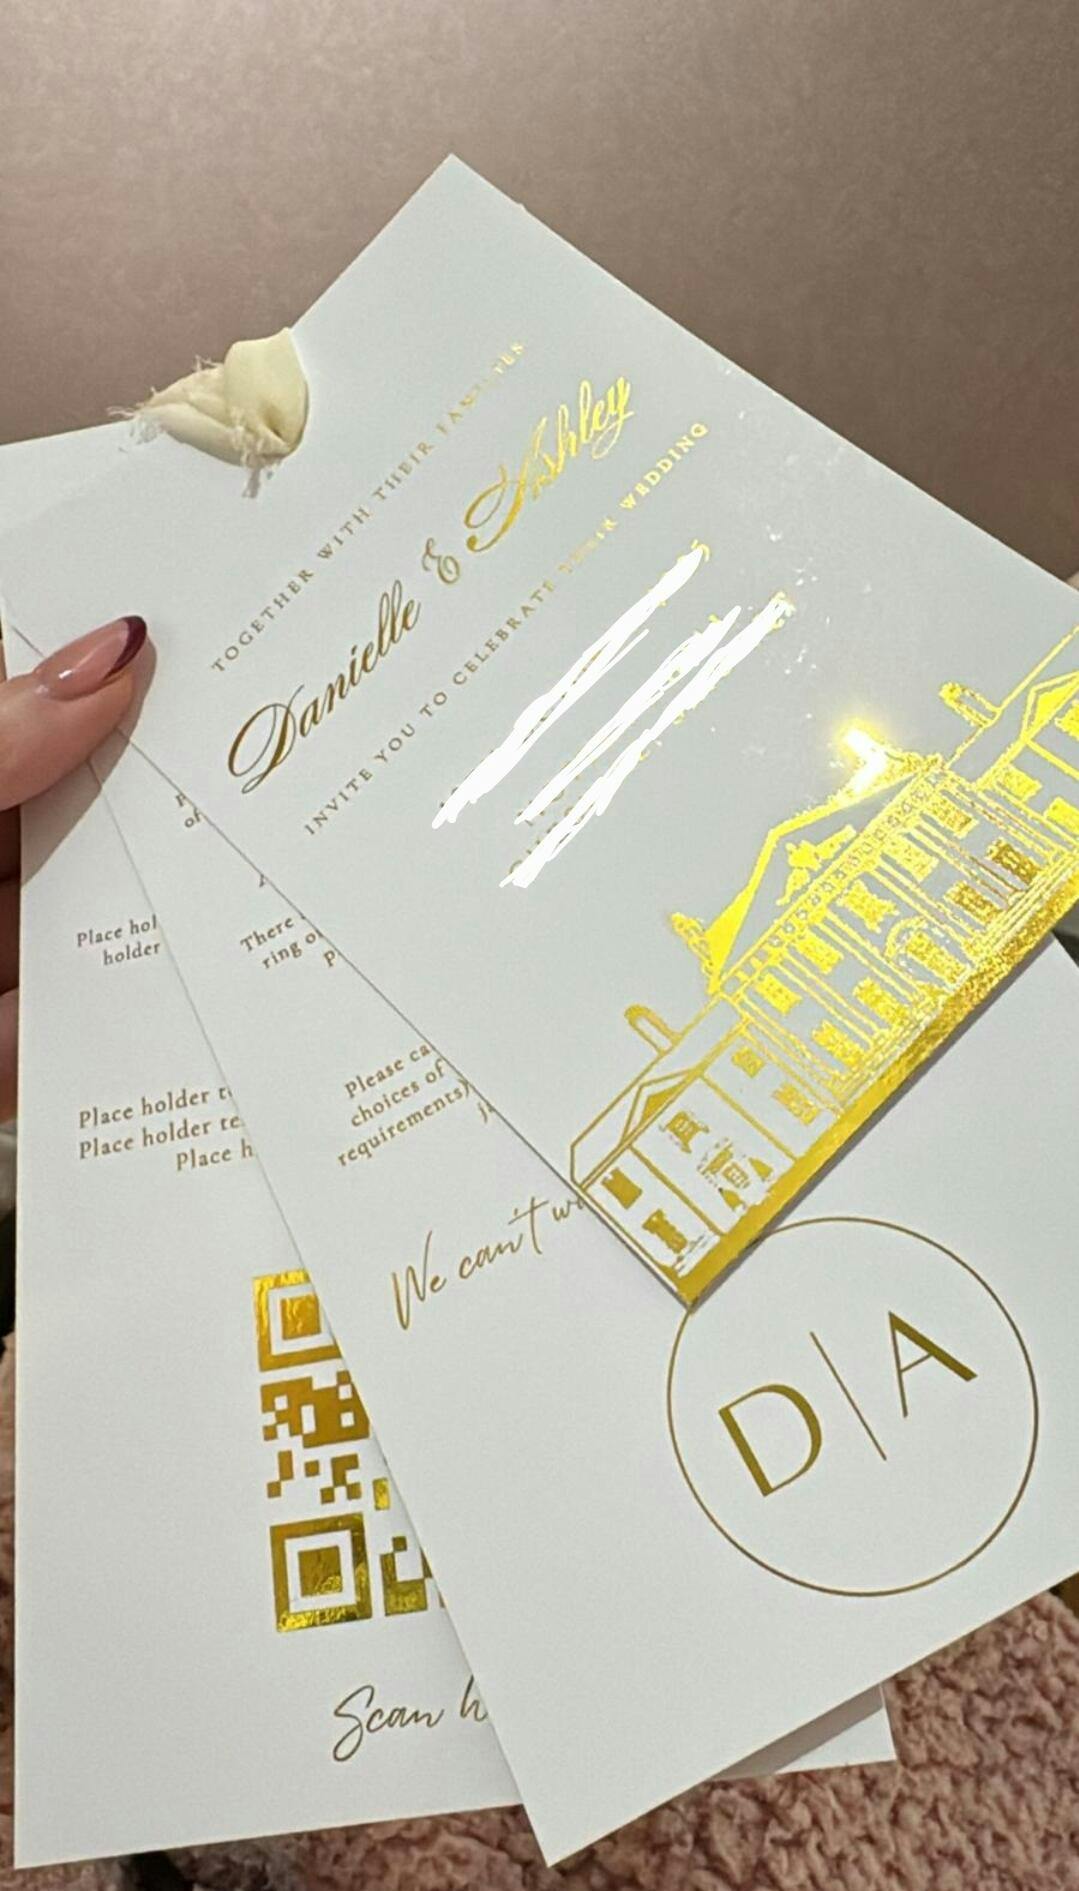 TOGETHER WITH THEIR FAMILIES
Danielle & Ashley
INVITE YOU TO CELEBRATE THEIR WEDDING
of
There
ring o
p
Please ca
choices of
requirements)
We can't w
D|A
Place hol
holder
Place holder t
Place holder te
Place h
Scan h